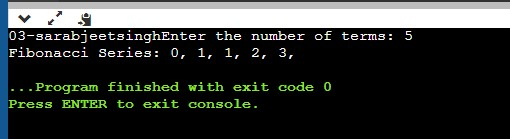 03-sarabjeetsinghEnter the number of terms: 5
Fibonacci Series: 0, 1, 1, 2, 3,
...Program finished with exit code 0
Press ENTER to exit console.